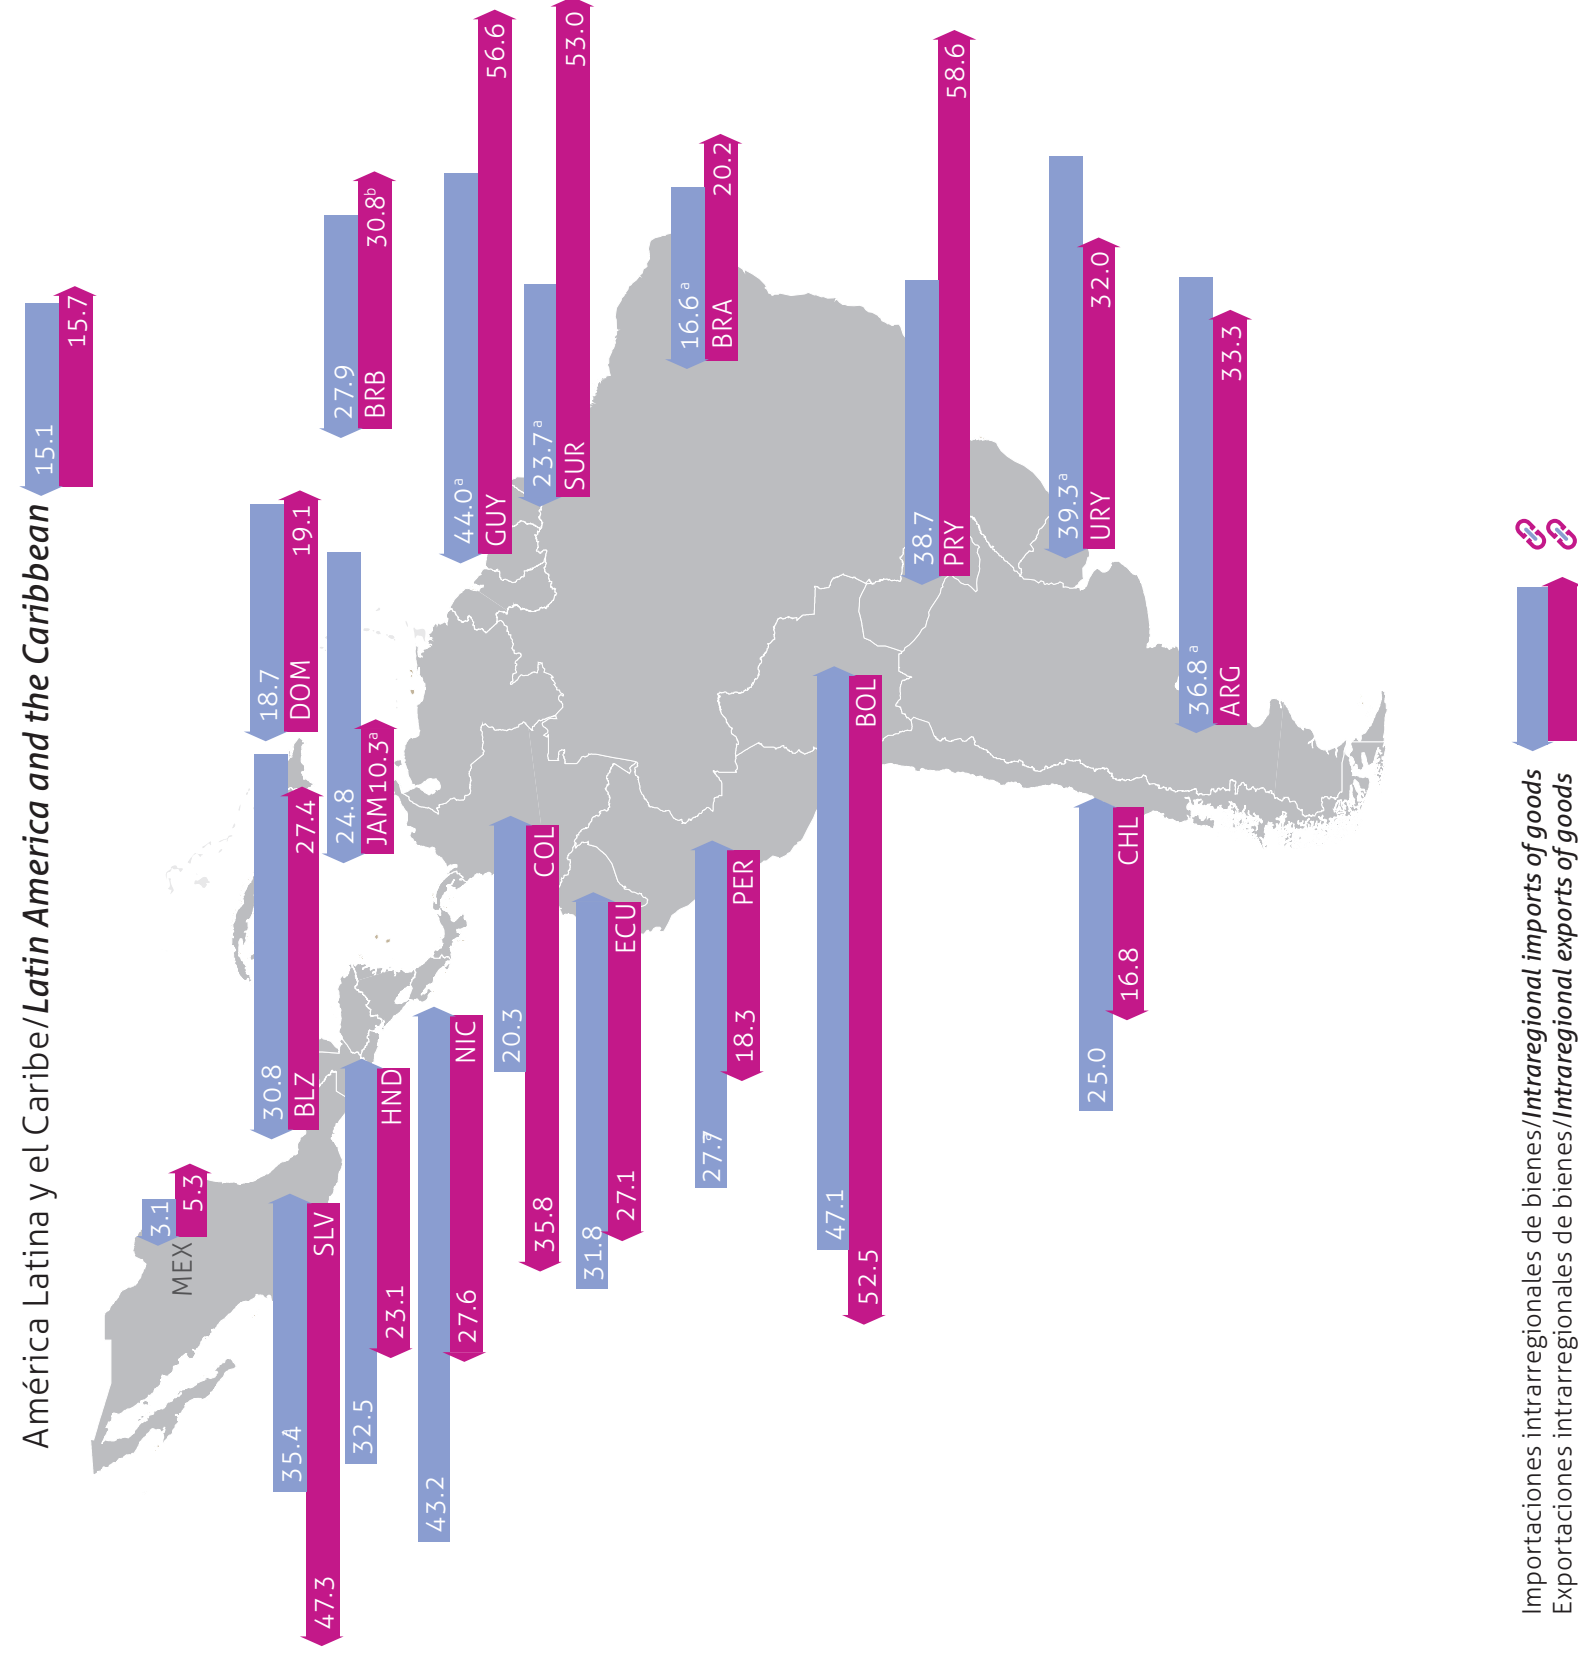 América Latina y el Caribe/Latin America and the Caribbean
15.1
15.7
3.1
5.3
MEX
18.7
DOM
19.1
30.8
BLZ
27.4
27.9
BRB
30.8b
24.8
JAM10.3a
35.4a
SLV
47.3
HND
32.5
23.1
NIC
43.2
27.6
44.0a
GUY
56.6
23.7a
SUR
53.0
20.3
COL
35.8
31.8
ECU
27.1
16.6a
BRA
20.2
27.7a
PER
18.3
47.1
BOL
52.5
38.7
PRY
58.6
39.3a
URY
32.0
25.0
CHL
16.8
36.8a
ARG
33.3
Importaciones intrarregionales de bienes/Intraregional imports of goods
Exportaciones intrarregionales de bienes/Intraregional exports of goods